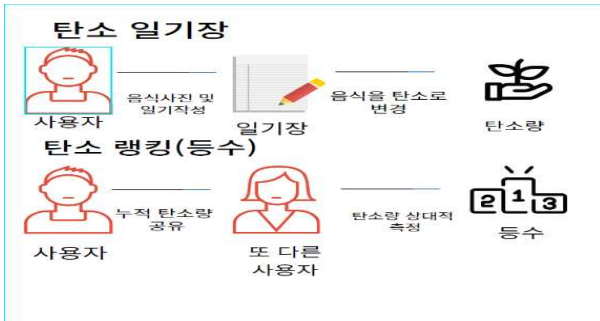 탄소 일기장
음식사진 및
일기작성
음식을 탄소로
변경
사용자
일기장
탄소량
탄소 랭킹(등수)
누적 탄소량
공유
탄소량 상대적
측정
2 1 3
사용자
또 다른
사용자
등수